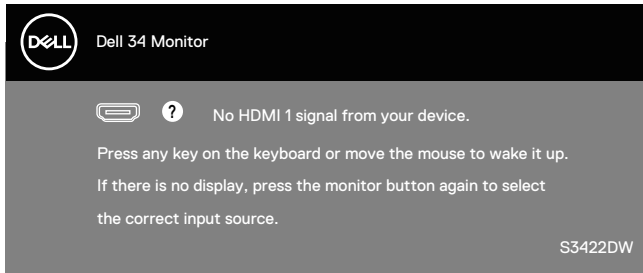 DELL
Dell 34 Monitor
? No HDMI 1 signal from your device.
Press any key on the keyboard or move the mouse to wake it up.
If there is no display, press the monitor button again to select
the correct input source.
S3422DW